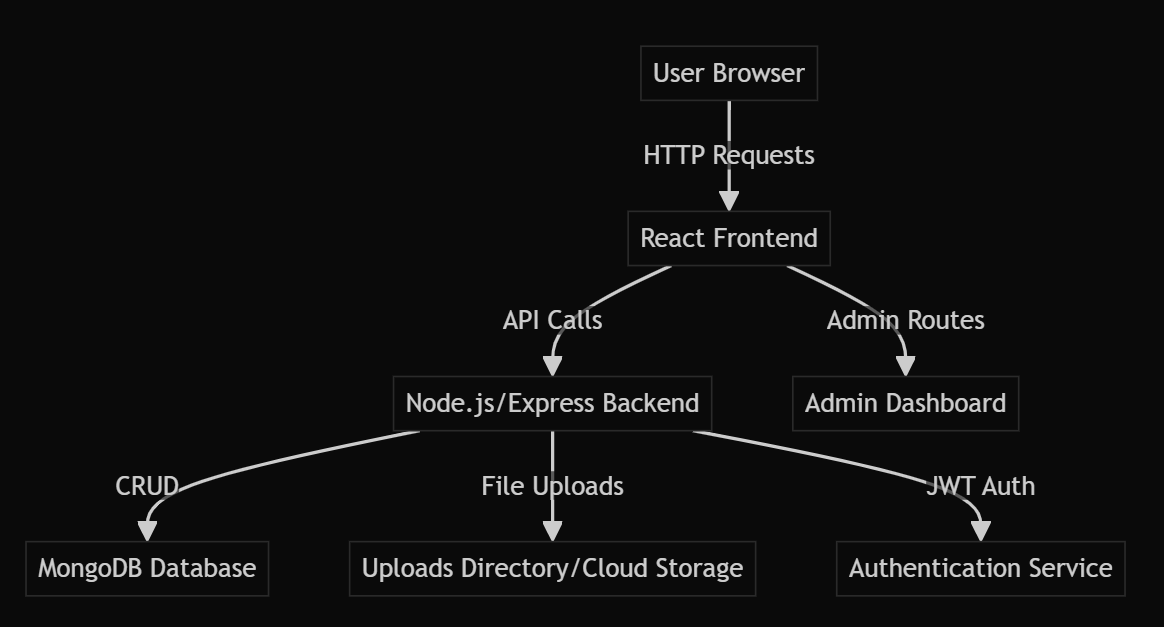 User Browser
HTTP Requests
React Frontend
API Calls
Admin Routes
Node.js/Express Backend
Admin Dashboard
CRUD
File Uploads
JWT Auth
MongoDB Database
Uploads Directory/Cloud Storage
Authentication Service